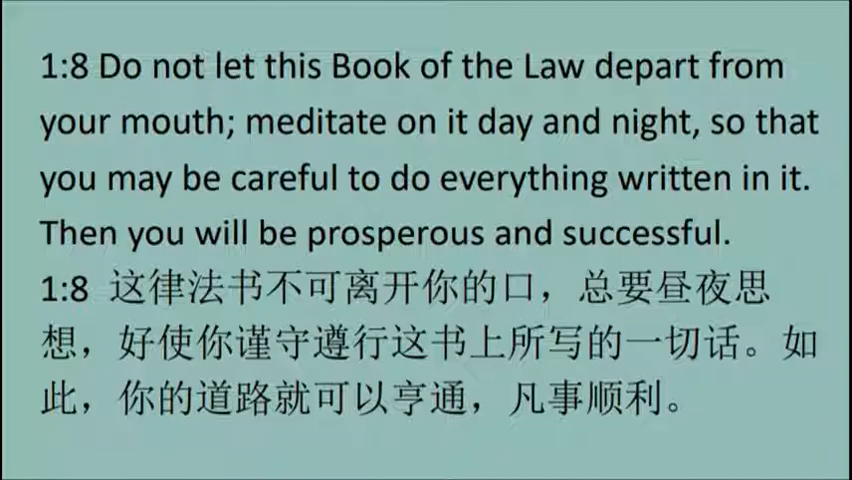 1:8 Do not let this Book of the Law depart from
your mouth; meditate on it day and night, so that
you may be careful to do everything written in it.
Then you will be prosperous and successful.
1:8 这律法书不可离开你的口，总要昼夜思
想，好使你谨守遵行这书上所写的一切话。如
此，你的道路就可以亨通，凡事顺利。